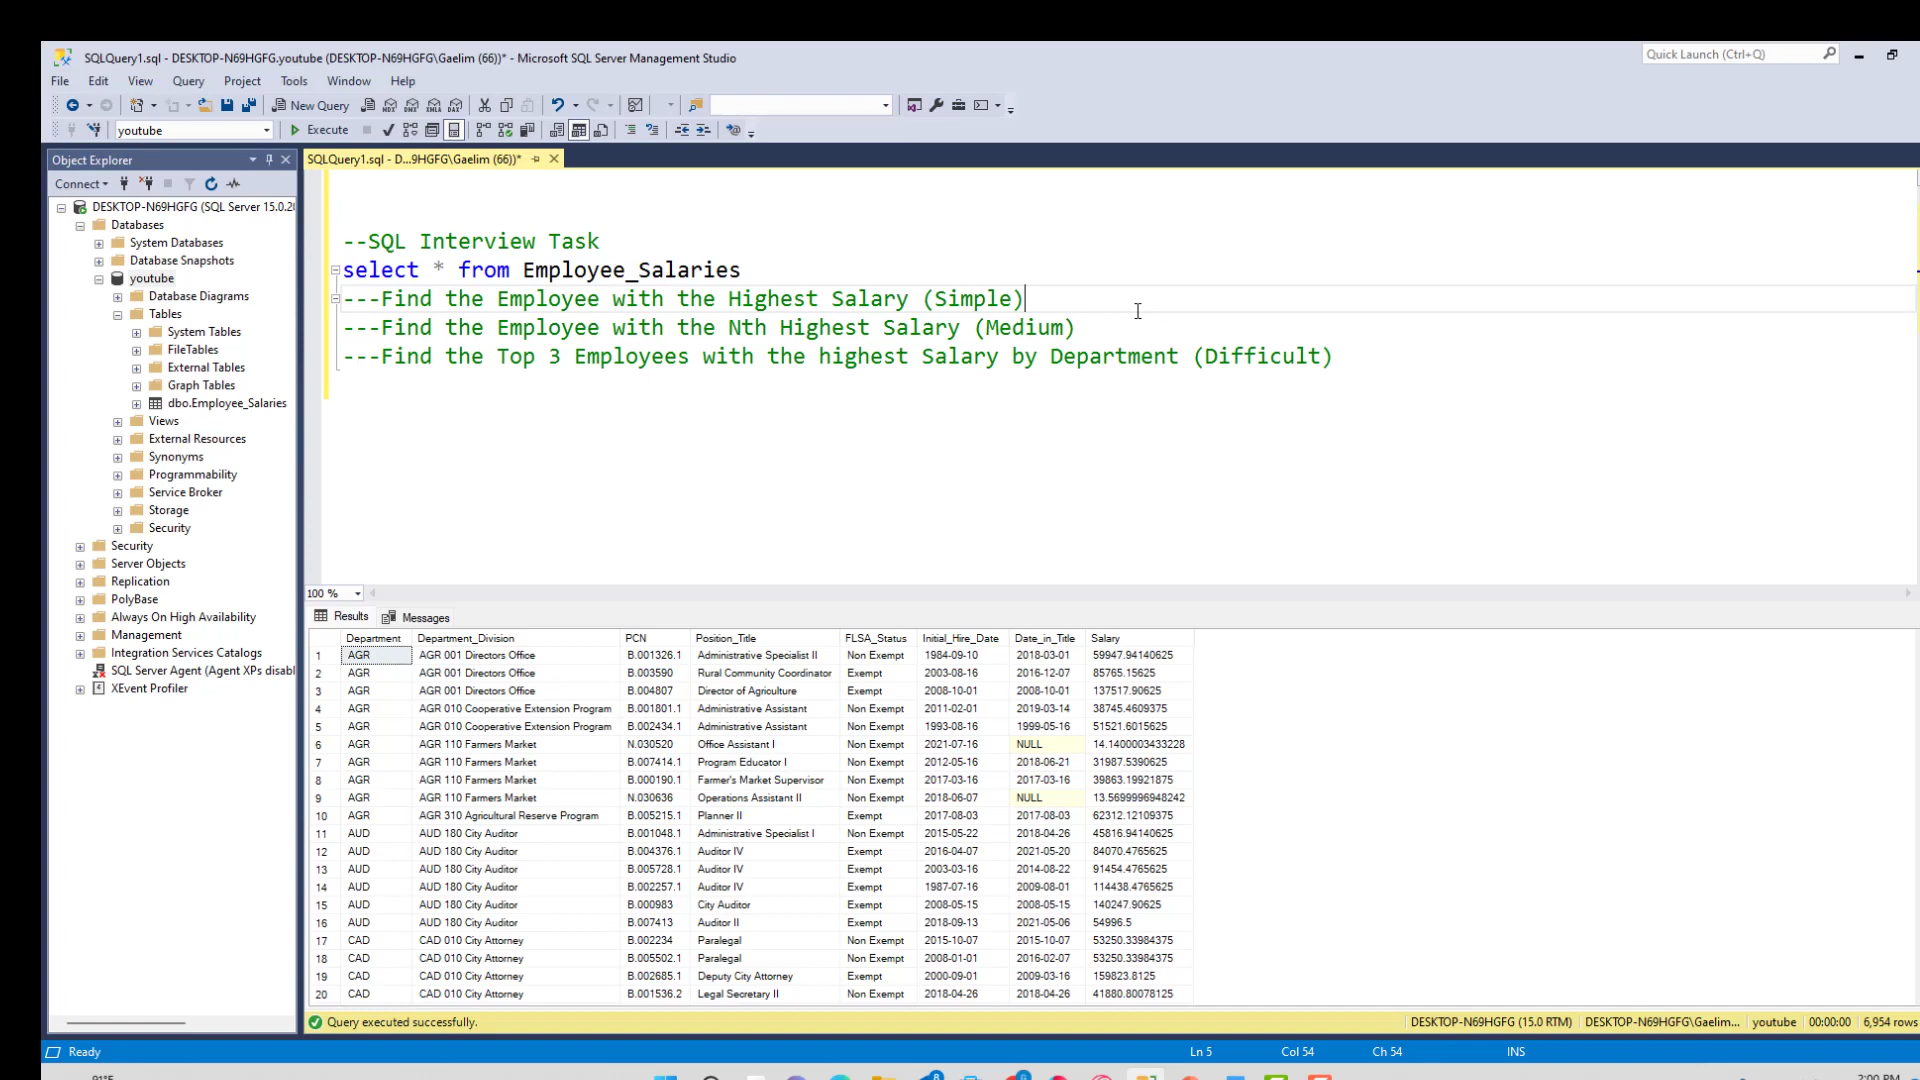 SQLQuery1.sql - DESKTOP-N69HGFG.youtube (DESKTOP-N69HGFG\Gaelim (66))* - Microsoft SQL Server Management Studio
Quick Launch (Ctrl+Q)
File Edit View Query Project Tools Window Help
New Query
youtube Execute
Object Explorer
SQLQuery1.sql - D...9HGFG\Gaelim (66))*
Connect
DESKTOP-N69HGFG (SQL Server 15.0.20
Databases
System Databases
Database Snapshots
youtube
Database Diagrams
Tables
System Tables
FileTables
External Tables
Graph Tables
dbo.Employee_Salaries
Views
External Resources
Synonyms
Programmability
Service Broker
Storage
Security
Security
Server Objects
Replication
PolyBase
Always On High Availability
Management
Integration Services Catalogs
SQL Server Agent (Agent XPs disabl
XEvent Profiler
--SQL Interview Task
select * from Employee_Salaries
---Find the Employee with the Highest Salary (Simple)
---Find the Employee with the Nth Highest Salary (Medium)
---Find the Top 3 Employees with the highest Salary by Department (Difficult)
100 %
Results Messages
Department Department_Division PCN Position_Title FLSA_Status Initial_Hire_Date Date_in_Title Salary
1 AGR AGR 001 Directors Office B.001326.1 Administrative Specialist II Non Exempt 1984-09-10 2018-03-01 59947.94140625
2 AGR AGR 001 Directors Office B.003590 Rural Community Coordinator Exempt 2003-08-16 2016-12-07 85765.15625
3 AGR AGR 001 Directors Office B.004807 Director of Agriculture Exempt 2008-10-01 2008-10-01 137517.90625
4 AGR AGR 010 Cooperative Extension Program B.001801.1 Administrative Assistant Non Exempt 2011-02-01 2019-03-14 38745.4609375
5 AGR AGR 010 Cooperative Extension Program B.002434.1 Administrative Assistant Non Exempt 1993-08-16 1999-05-16 51521.6015625
6 AGR AGR 110 Farmers Market N.030520 Office Assistant I Non Exempt 2021-07-16 NULL 14.1400003433228
7 AGR AGR 110 Farmers Market B.007414.1 Program Educator I Non Exempt 2012-05-16 2018-06-21 31987.5390625
8 AGR AGR 110 Farmers Market B.000190.1 Farmer's Market Supervisor Non Exempt 2017-03-16 2017-03-16 39863.19921875
9 AGR AGR 110 Farmers Market N.030636 Operations Assistant II Non Exempt 2018-06-07 NULL 13.5699996948242
10 AGR AGR 310 Agricultural Reserve Program B.005215.1 Planner II Exempt 2017-08-03 2017-08-03 62312.12109375
11 AUD AUD 180 City Auditor B.001048.1 Administrative Specialist I Non Exempt 2015-05-22 2018-04-26 45816.94140625
12 AUD AUD 180 City Auditor B.004376.1 Auditor IV Exempt 2016-04-07 2021-05-20 84070.4765625
13 AUD AUD 180 City Auditor B.005728.1 Auditor IV Exempt 2003-03-16 2014-08-22 91454.4765625
14 AUD AUD 180 City Auditor B.002257.1 Auditor IV Exempt 1987-07-16 2009-08-01 114438.4765625
15 AUD AUD 180 City Auditor B.000983 City Auditor Exempt 2008-05-15 2008-05-15 140247.90625
16 AUD AUD 180 City Auditor B.007413 Auditor II Exempt 2018-09-13 2021-05-06 54996.5
17 CAD CAD 010 City Attorney B.002234 Paralegal Non Exempt 2015-10-07 2015-10-07 53250.33984375
18 CAD CAD 010 City Attorney B.005502.1 Paralegal Non Exempt 2008-01-01 2016-02-07 53250.33984375
19 CAD CAD 010 City Attorney B.002685.1 Deputy City Attorney Exempt 2000-09-01 2009-03-16 159823.8125
20 CAD CAD 010 City Attorney B.001536.2 Legal Secretary II Non Exempt 2018-04-26 2018-04-26 41880.80078125
Query executed successfully. DESKTOP-N69HGFG (15.0 RTM) DESKTOP-N69HGFG\Gaelim... youtube 00:00:00 6,954 rows
Ready Ln 5 Col 54 Ch 54 INS
91°F 2:00 PM